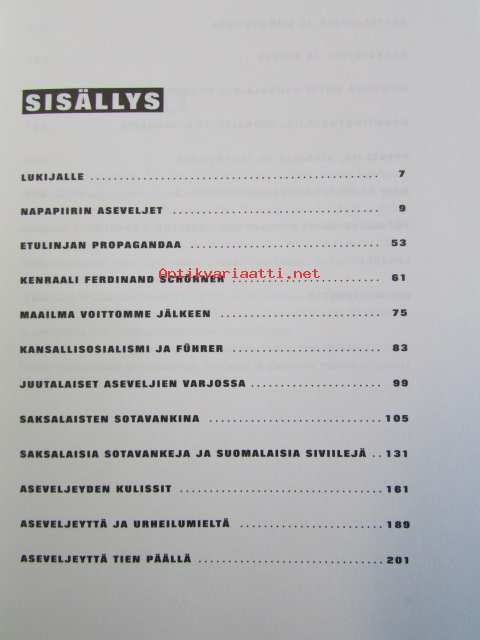 SISÄLLYS
LUKIJALLE .......... 7
NAPAPIIRIN ASEVELJET .......... 9
ETULINJAN PROPAGANDAA .......... 53
Antikvariaatti.net
KENRAALI FERDINAND SCHÖRNER .......... 61
MAAILMA VOITTOMME JÄLKEEN .......... 75
KANSALLISOSIALISMI JA FÜHRER .......... 83
JUUTALAISET ASEVELJIEN VARJOSSA .......... 99
SAKSALAISTEN SOTAVANKINA .......... 105
SAKSALAISIA SOTAVANKEJA JA SUOMALAISIA SIVIILEJÄ .. 131
ASEVELJEYDEN KULISSIT .......... 161
ASEVELJEYTTÄ JA URHEILUMIELTÄ .......... 189
ASEVELJEYTTÄ TIEN PÄÄLLÄ .......... 201